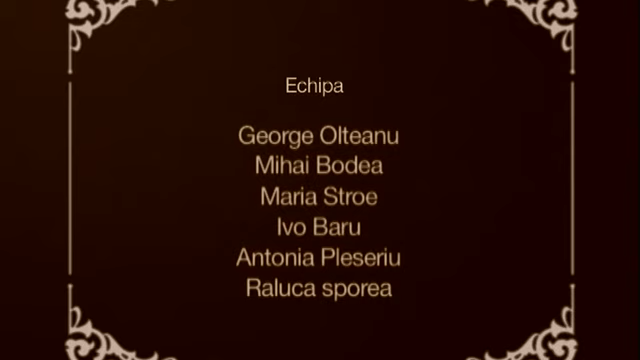 Echipa
George Olteanu
Mihai Bodea
Maria Stroe
Ivo Baru
Antonia Pleseriu
Raluca sporea